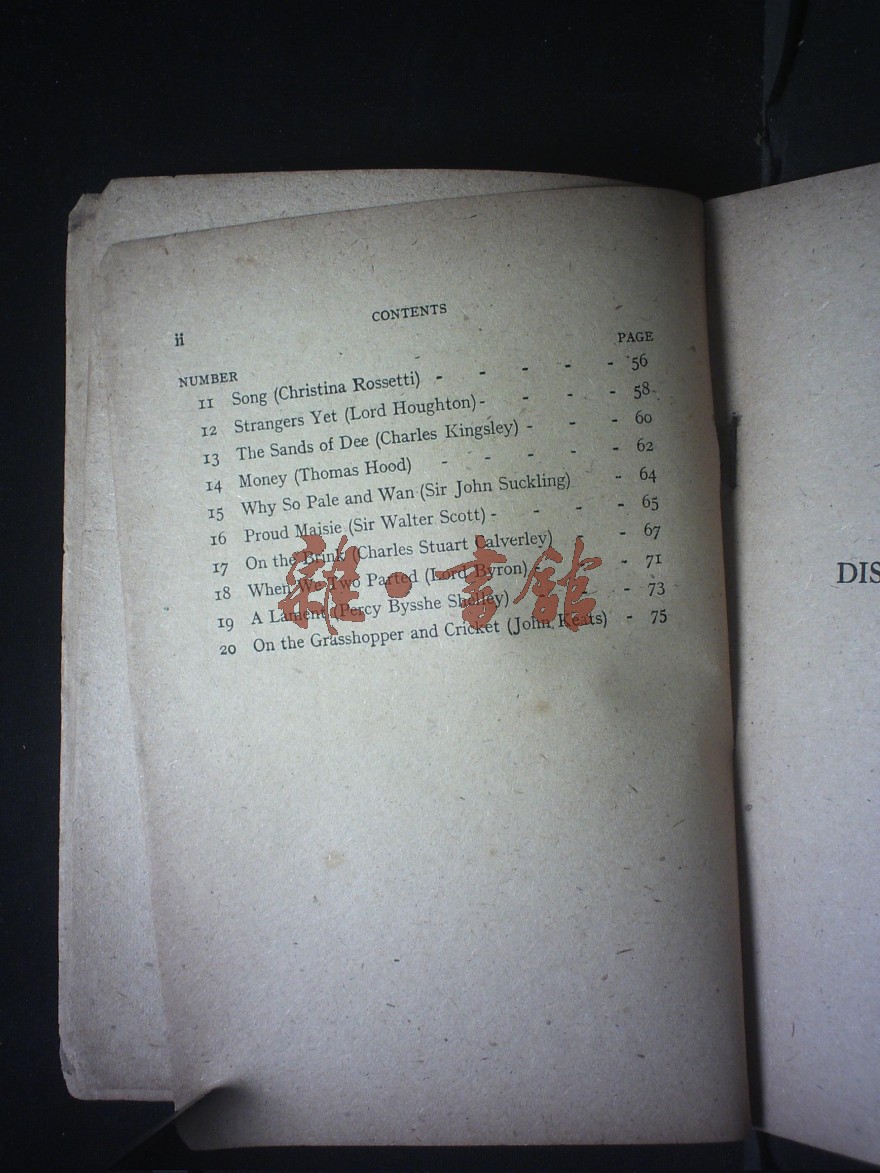 ii
CONTENTS
NUMBER
PAGE
11 Song (Christina Rossetti) - - - - - 56
12 Strangers Yet (Lord Houghton) - - - - 58
13 The Sands of Dee (Charles Kingsley) - - - 60
14 Money (Thomas Hood) - - - - - 62
15 Why So Pale and Wan (Sir John Suckling) - 64
16 Proud Maisie (Sir Walter Scott) - - - - 65
17 On the Brink (Charles Stuart Calverley) - - 67
18 When We Two Parted (Lord Byron) - - - 71
19 A Lament (Percy Bysshe Shelley) - - - 73
20 On the Grasshopper and Cricket (John Keats) - 75
雜·書館
DIS